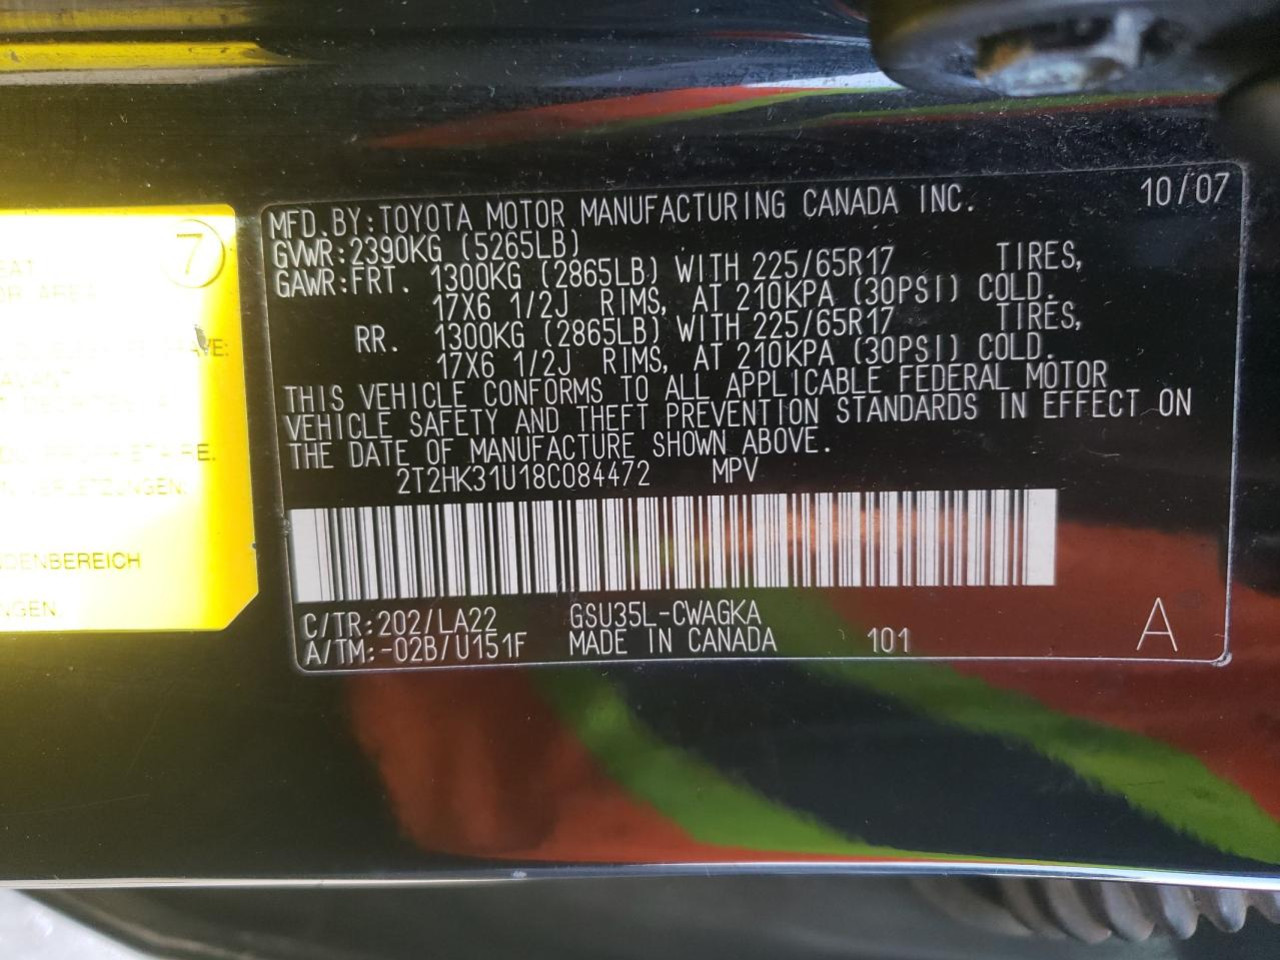 MFD. BY: TOYOTA MOTOR MANUFACTURING CANADA INC. 10/07
GVWR: 2390KG (5265LB)
GAWR: FRT. 1300KG (2865LB) WITH 225/65R17 TIRES,
17X6 1/2J RIMS, AT 210KPA (30PSI) COLD.
RR. 1300KG (2865LB) WITH 225/65R17 TIRES,
17X6 1/2J RIMS, AT 210KPA (30PSI) COLD.
THIS VEHICLE CONFORMS TO ALL APPLICABLE FEDERAL MOTOR
VEHICLE SAFETY AND THEFT PREVENTION STANDARDS IN EFFECT ON
THE DATE OF MANUFACTURE SHOWN ABOVE.
2T2HK31U18C084472 MPV
C/TR: 202/LA22 GSU35L-CWAGKA
A/TM: -02B/U151F MADE IN CANADA 101 A
7